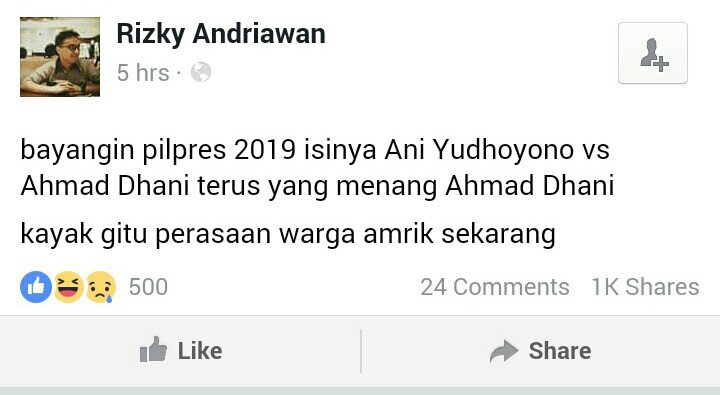 Rizky Andriawan
5 hrs ·
bayangin pilpres 2019 isinya Ani Yudhoyono vs
Ahmad Dhani terus yang menang Ahmad Dhani
kayak gitu perasaan warga amrik sekarang
500 24 Comments 1K Shares
Like Share